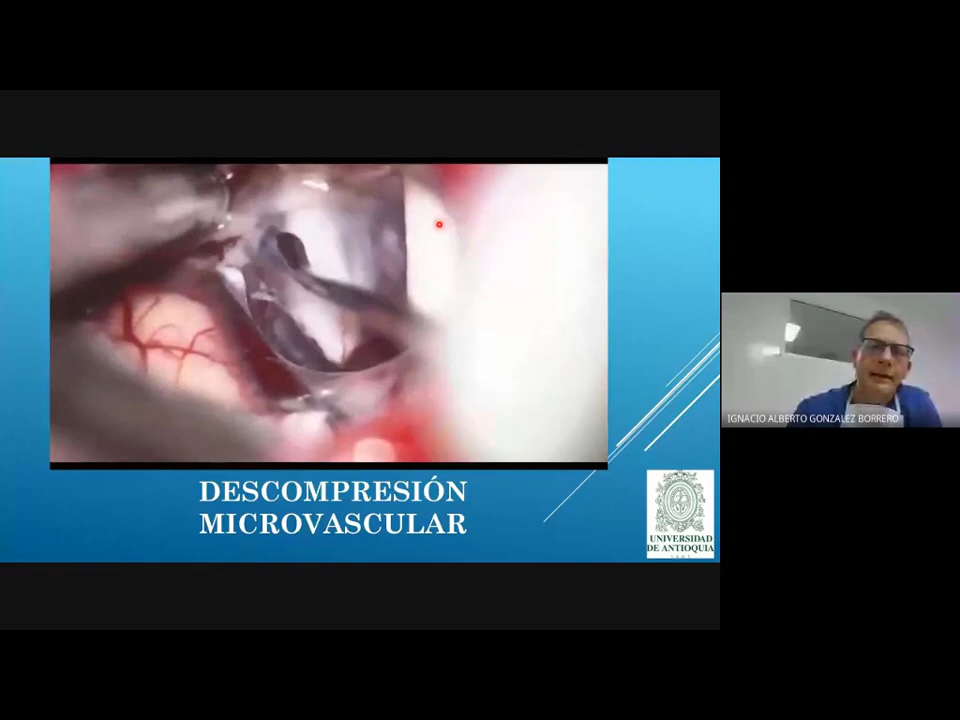 DESCOMPRESIÓN
MICROVASCULAR
UNIVERSIDAD
DE ANTIOQUIA
IGNACIO ALBERTO GONZALEZ BORRERO